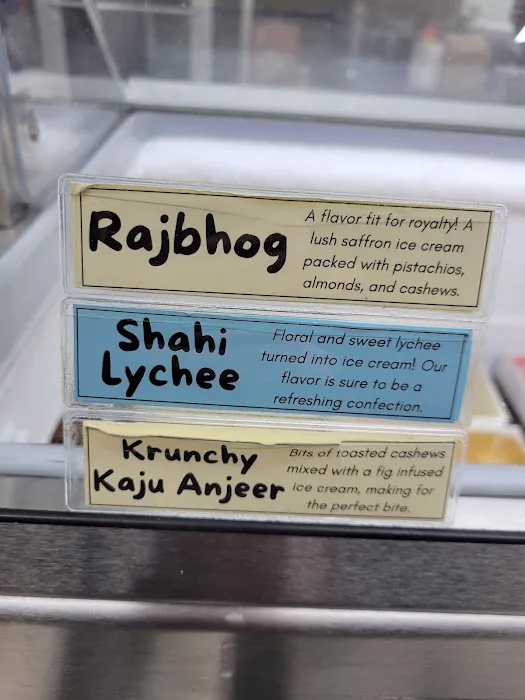 Rajbhog
A flavor fit for royalty! A
lush saffron ice cream
packed with pistachios,
almonds, and cashews.
Shahi
Lychee
Floral and sweet lychee
turned into ice cream! Our
flavor is sure to be a
refreshing confection.
Krunchy
Kaju Anjeer
Bits of toasted cashews
mixed with a fig infused
ice cream, making for
the perfect bite.